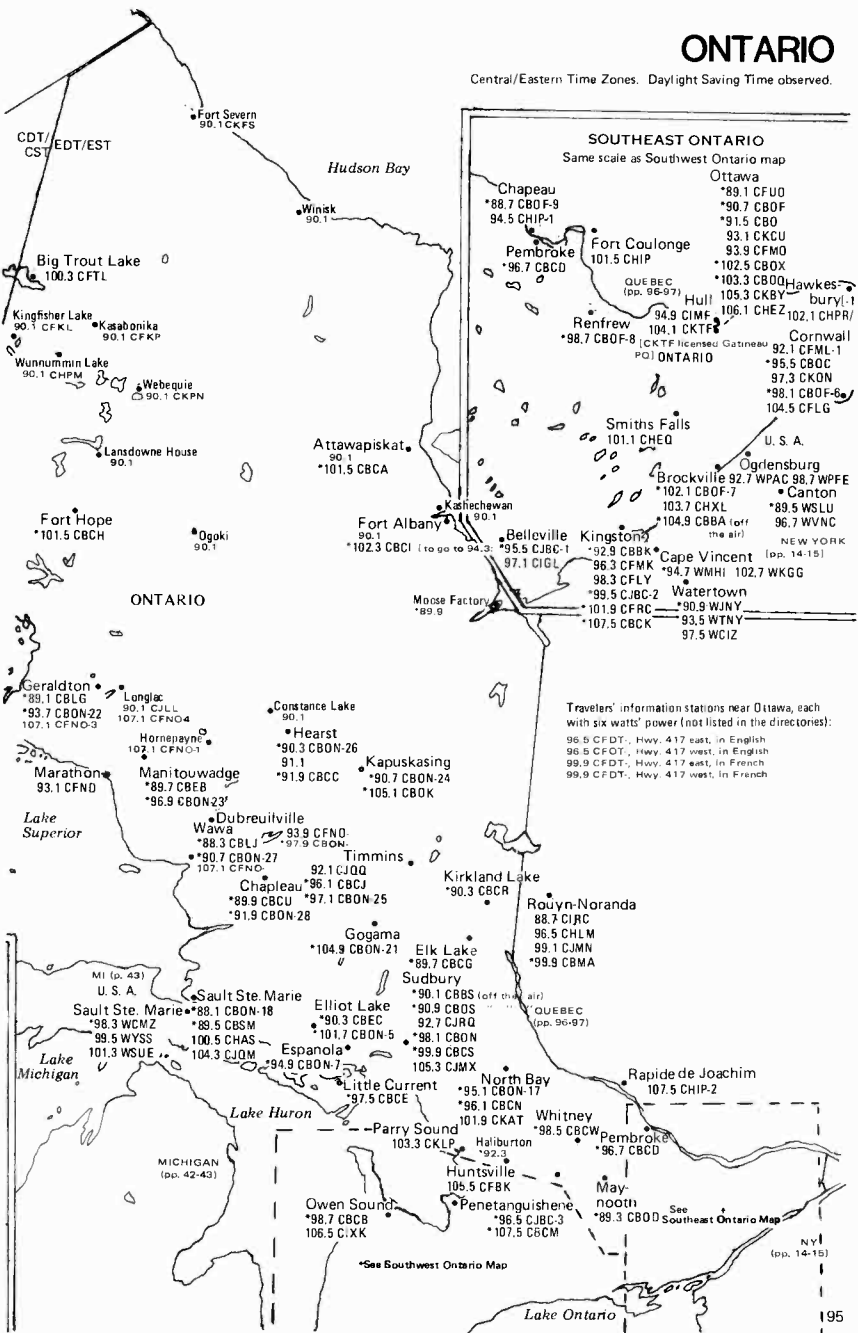 ONTARIO
Central/Eastern Time Zones. Daylight Saving Time observed.
CDT/
CST
EDT/EST
Fort Severn
90.1 CKFS
Hudson Bay
Winisk
90.1
Big Trout Lake
100.3 CFTL
Kingfisher Lake
90.1 CFKL
Kasabonika
90.1 CFKP
Wunnummin Lake
90.1 CHPM
Webequie
90.1 CKPN
Lansdowne House
90.1
Attawapiskat
90.1
*101.5 CBCA
Fort Hope
*101.5 CBCH
Ogoki
90.1
Kashechewan
90.1
Fort Albany
90.1
*102.3 CBCI (to go to 94.3)
Moose Factory
*89.9
ONTARIO
SOUTHEAST ONTARIO
Same scale as Southwest Ontario map
Chapeau
*88.7 CBOF-9
94.5 CHIP-1
Pembroke
*96.7 CBCD
Fort Coulonge
101.5 CHIP
QUEBEC
(pp. 96-97)
Ottawa
*89.1 CFUO
*90.7 CBOF
*91.5 CBO
93.1 CKCU
93.9 CFMO
*102.5 CBOX
*103.3 CBOQ
105.3 CKBY
106.1 CHEZ
Hull
94.9 CIMF
104.1 CKTF
[CKTF licensed Gatineau
PQ] ONTARIO
Hawkes-
bury[-1
102.1 CHPR/
Renfrew
*98.7 CBOF-8
Cornwall
92.1 CFML-1
*95.5 CBOC
97.3 CKON
*98.1 CBOF-6
104.5 CFLG
Smiths Falls
101.1 CHEQ
U. S. A.
Ogdensburg
92.7 WPAC 98.7 WPFE
Brockville
*102.1 CBOF-7
103.7 CHXL
*104.9 CBBA (off
the air)
Canton
*89.5 WSLU
96.7 WVNC
NEW YORK
(pp. 14-15)
Belleville
*95.5 CJBC-1
97.1 CIGL
Kingston
*92.9 CBBK
96.3 CFMK
98.3 CFLY
*99.5 CJBC-2
*101.9 CFRC
*107.5 CBCK
Cape Vincent
*94.7 WMHI 102.7 WKGG
Watertown
*90.9 WJNY
93.5 WTNY
97.5 WCIZ
Travelers' information stations near Ottawa, each
with six watts' power (not listed in the directories):
96.5 CFDT-, Hwy. 417 east, in English
96.5 CFOT-, Hwy. 417 west, in English
99.9 CFDT-, Hwy. 417 east, in French
99.9 CFDT-, Hwy. 417 west, in French
Geraldton
*89.1 CBLG
*93.7 CBON-22
107.1 CFNO-3
Longlac
90.1 CJLL
107.1 CFNO4
Constance Lake
90.1
Hornepayne
107.1 CFNO-1
Hearst
*90.3 CBON-26
91.1
*91.9 CBCC
Kapuskasing
*90.7 CBON-24
*105.1 CBOK
Marathon
93.1 CFNO
Manitouwadge
*89.7 CBEB
*96.9 CBON-23
Lake
Superior
Dubreuilville
93.9 CFNO-
*97.9 CBON-
Wawa
*88.3 CBLJ
*90.7 CBON-27
107.1 CFNO-
Timmins
92.1 CJQQ
*96.1 CBCJ
*97.1 CBON-25
Chapleau
*89.9 CBCU
*91.9 CBON-28
Kirkland Lake
*90.3 CBCR
Rouyn-Noranda
88.7 CIRC
96.5 CHLM
99.1 CJMN
*99.9 CBMA
Gogama
*104.9 CBON-21
Elk Lake
*89.7 CBCG
Sudbury
*90.1 CBBS (off the air)
*90.9 CBOS " " "
92.7 CJRQ
*98.1 CBON
*99.9 CBCS
105.3 CJMX
QUEBEC
(pp. 96-97)
MI (p. 43)
U. S. A.
Sault Ste. Marie
*98.3 WCMZ
99.5 WYSS
101.3 WSUE
Sault Ste. Marie
*88.1 CBON-18
*89.5 CBSM
100.5 CHAS
104.3 CJQM
Elliot Lake
*90.3 CBEC
*101.7 CBON-5
Espanola
*94.9 CBON-7
Lake
Michigan
Little Current
*97.5 CBCE
Lake Huron
North Bay
*95.1 CBON-17
*96.1 CBCN
101.9 CKAT
Rapide de Joachim
107.5 CHIP-2
Parry Sound
103.3 CKLP
Whitney
*98.5 CBCW
Pembroke
*96.7 CBCD
Haliburton
*92.3
Huntsville
105.5 CFBK
MICHIGAN
(pp. 42-43)
Owen Sound
*98.7 CBCB
106.5 CIXK
Penetanguishene
*96.5 CJBC-3
*107.5 CBCM
May-
nooth
*89.3 CBOD
See
Southeast Ontario Map
*See Southwest Ontario Map
NY
(pp. 14-15)
Lake Ontario
95